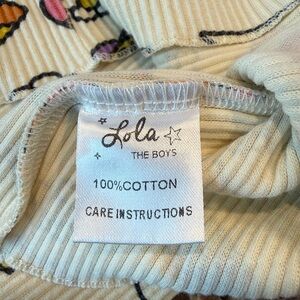 Lola
THE BOYS
100%COTTON
CARE INSTRUCTIONS